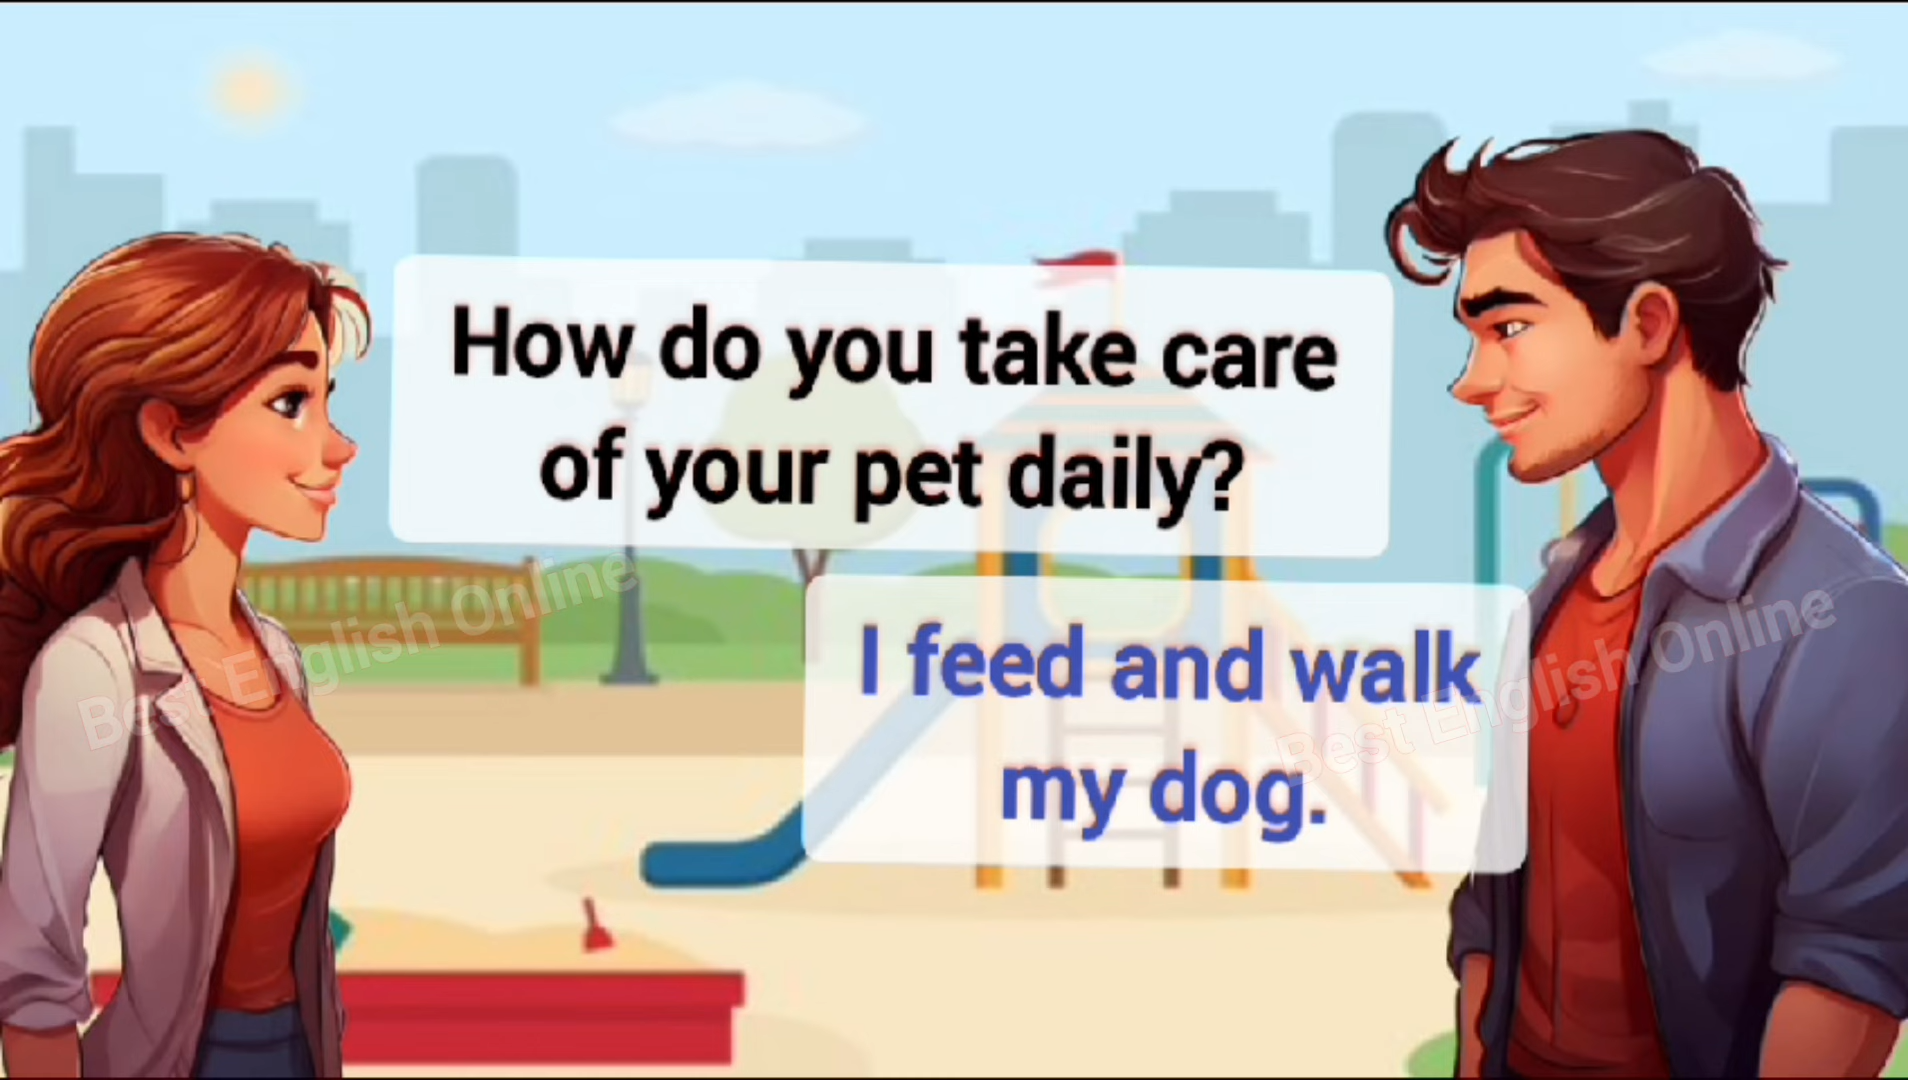 How do you take care
of your pet daily?
I feed and walk
my dog.
Best English Online
Best English Online